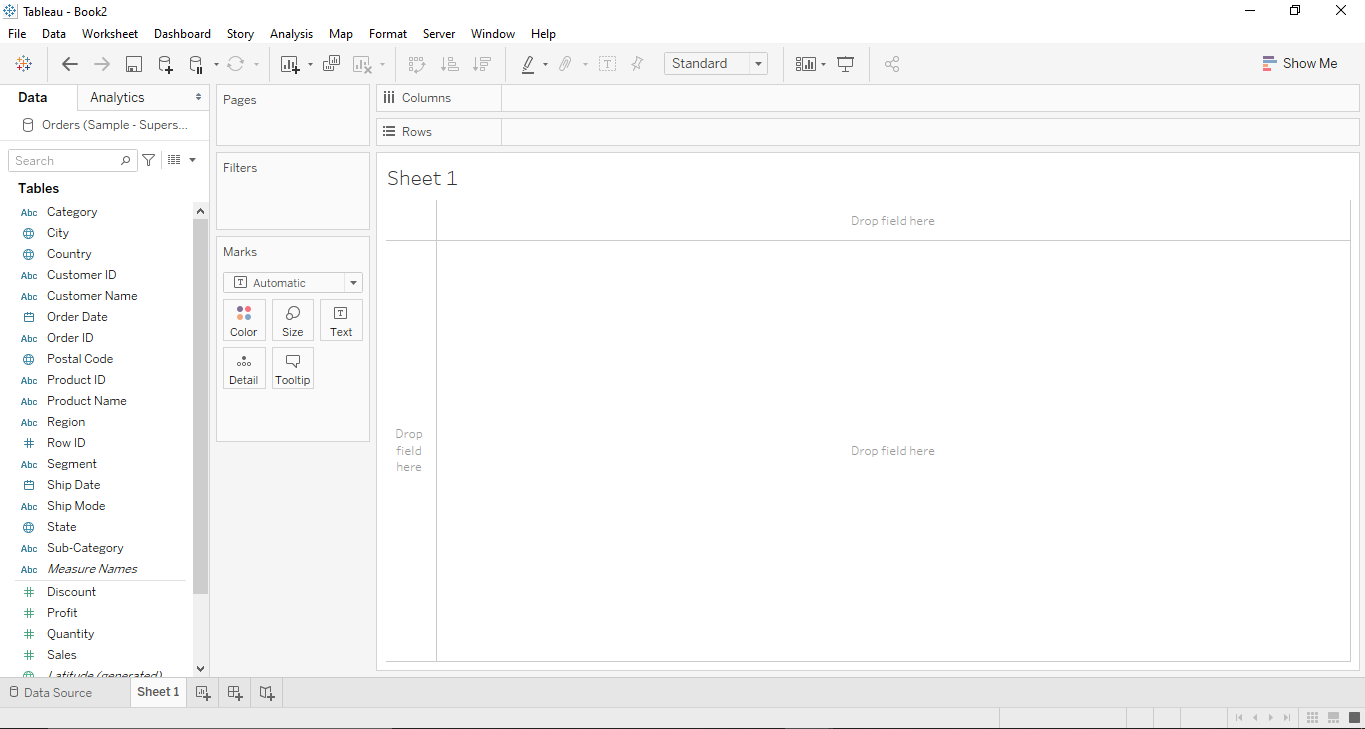 Tableau - Book2
File Data Worksheet Dashboard Story Analysis Map Format Server Window Help
Standard
Show Me
Data Analytics
Orders (Sample - Supers...
Search
Tables
Abc Category
City
Country
Abc Customer ID
Abc Customer Name
Order Date
Abc Order ID
Postal Code
Abc Product ID
Abc Product Name
Abc Region
# Row ID
Abc Segment
Ship Date
Abc Ship Mode
State
Abc Sub-Category
Abc Measure Names
# Discount
# Profit
# Quantity
# Sales
Latitude (generated)
Pages
Filters
Marks
T Automatic
Color Size Text
Detail Tooltip
Columns
Rows
Sheet 1
Drop field here
Drop
field
here
Drop field here
Data Source Sheet 1